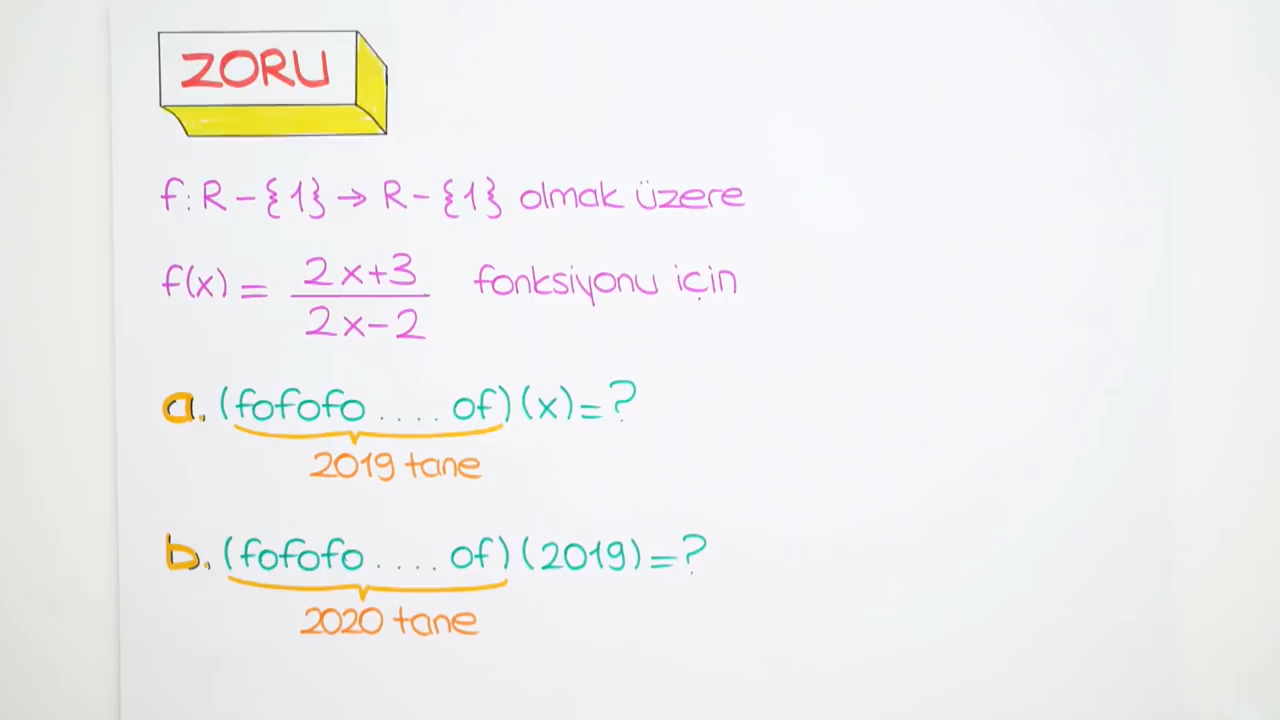 ZORU
f: R - {1} → R - {1} olmak üzere
f(x) = 2x+3 / 2x-2 fonksiyonu için
a. (fofofo .... of)(x) = ?
2019 tane
b. (fofofo .... of)(2019) = ?
2020 tane